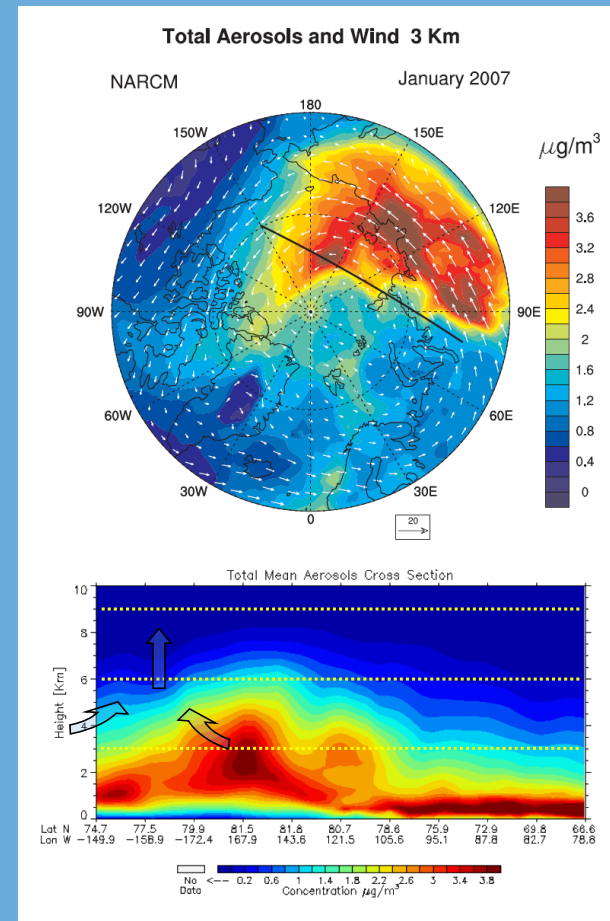 Total Aerosols and Wind 3 Km
NARCM
January 2007
180
150W
150E
µg/m³
120W
120E
3.6
3.2
2.8
90W
90E
2.4
2
1.6
1.2
60W
60E
0.8
0.4
0
30W
30E
0
20
Total Mean Aerosols Cross Section
10
8
6
4
2
0
Height [Km]
Lat N 74.7 77.5 79.9 81.5 81.8 80.7 78.6 75.9 72.9 69.8 66.6
Lon W -149.9 -158.9 -172.4 167.9 143.6 121.5 105.6 95.1 87.8 82.7 78.8
No Data <-- 0.2 0.6 1 1.4 1.8 2.2 2.6 3 3.4 3.8
Concentration µg/m³